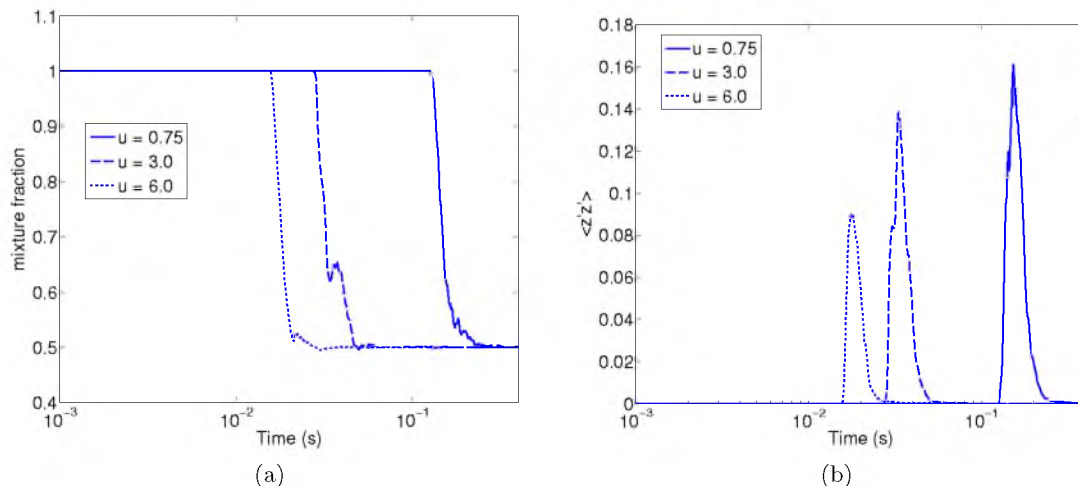 1.1
1
0.9
0.8
0.7
0.6
0.5
0.4
mixture fraction
u = 0.75
u = 3.0
u = 6.0
10⁻³
10⁻²
10⁻¹
Time (s)
(a)
0.18
0.16
0.14
0.12
0.1
0.08
0.06
0.04
0.02
0
<z'z'>
u = 0.75
u = 3.0
u = 6.0
10⁻³
10⁻²
10⁻¹
Time (s)
(b)